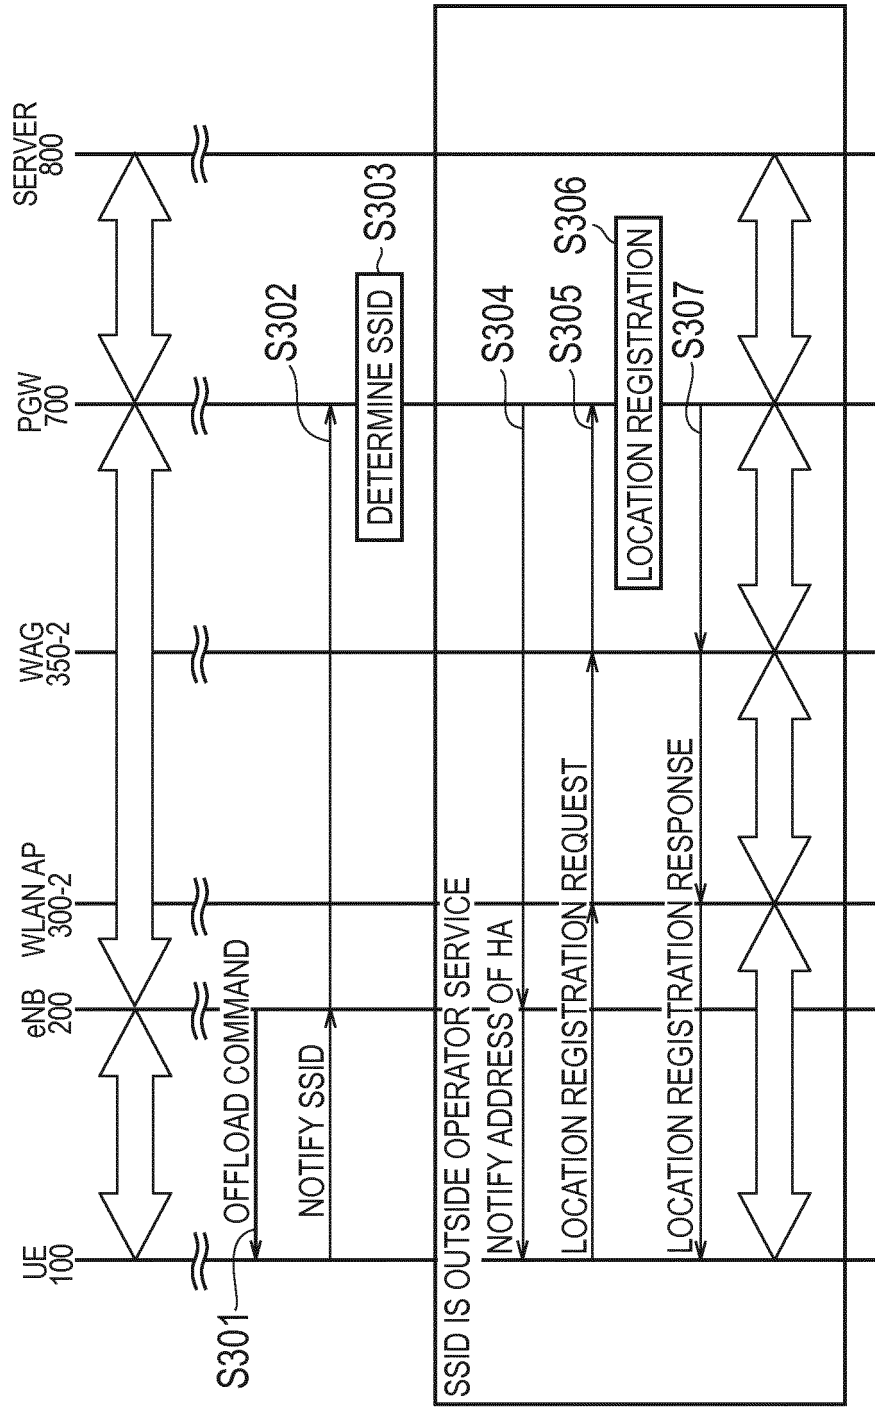 UE
100
eNB
200
WLAN AP
300-2
WAG
350-2
PGW
700
SERVER
800
S301
OFFLOAD COMMAND
NOTIFY SSID
S302
DETERMINE SSID
S303
SSID IS OUTSIDE OPERATOR SERVICE
NOTIFY ADDRESS OF HA
S304
LOCATION REGISTRATION REQUEST
S305
LOCATION REGISTRATION
S306
LOCATION REGISTRATION RESPONSE
S307